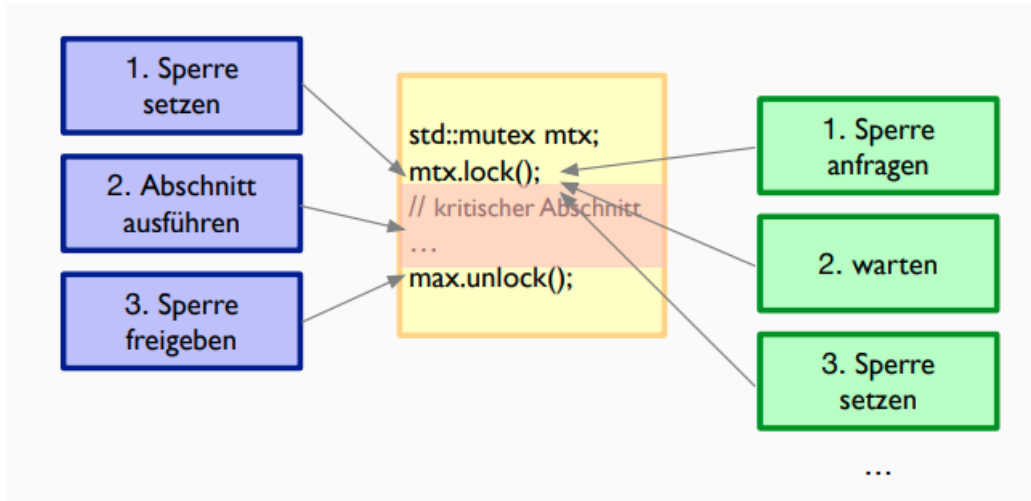 1. Sperre
setzen
2. Abschnitt
ausführen
3. Sperre
freigeben
std::mutex mtx;
mtx.lock();
// kritischer Abschnitt
...
max.unlock();
1. Sperre
anfragen
2. warten
3. Sperre
setzen
...